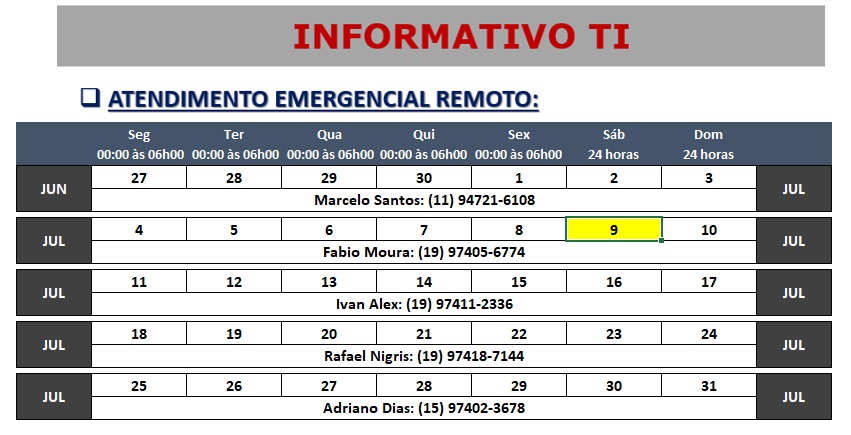 INFORMATIVO TI
ATENDIMENTO EMERGENCIAL REMOTO:
Seg Ter Qua Qui Sex Sáb Dom
00:00 às 06h00 00:00 às 06h00 00:00 às 06h00 00:00 às 06h00 00:00 às 06h00 24 horas 24 horas
27 28 29 30 1 2 3
JUN JUL
Marcelo Santos: (11) 94721-6108
4 5 6 7 8 9 10
JUL JUL
Fabio Moura: (19) 97405-6774
11 12 13 14 15 16 17
JUL JUL
Ivan Alex: (19) 97411-2336
18 19 20 21 22 23 24
JUL JUL
Rafael Nigris: (19) 97418-7144
25 26 27 28 29 30 31
JUL JUL
Adriano Dias: (15) 97402-3678